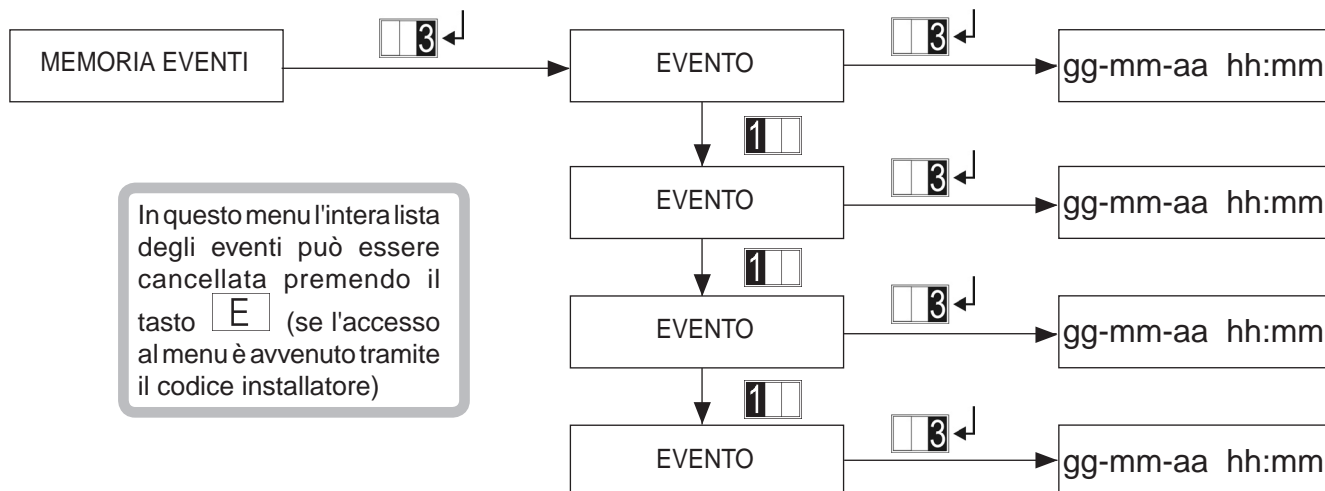 3
3
MEMORIA EVENTI
EVENTO
gg-mm-aa hh:mm
1
3
EVENTO
gg-mm-aa hh:mm
In questo menu l'intera lista
degli eventi può essere
cancellata premendo il
tasto E (se l'accesso
al menu è avvenuto tramite
il codice installatore)
1
3
EVENTO
gg-mm-aa hh:mm
1
3
EVENTO
gg-mm-aa hh:mm